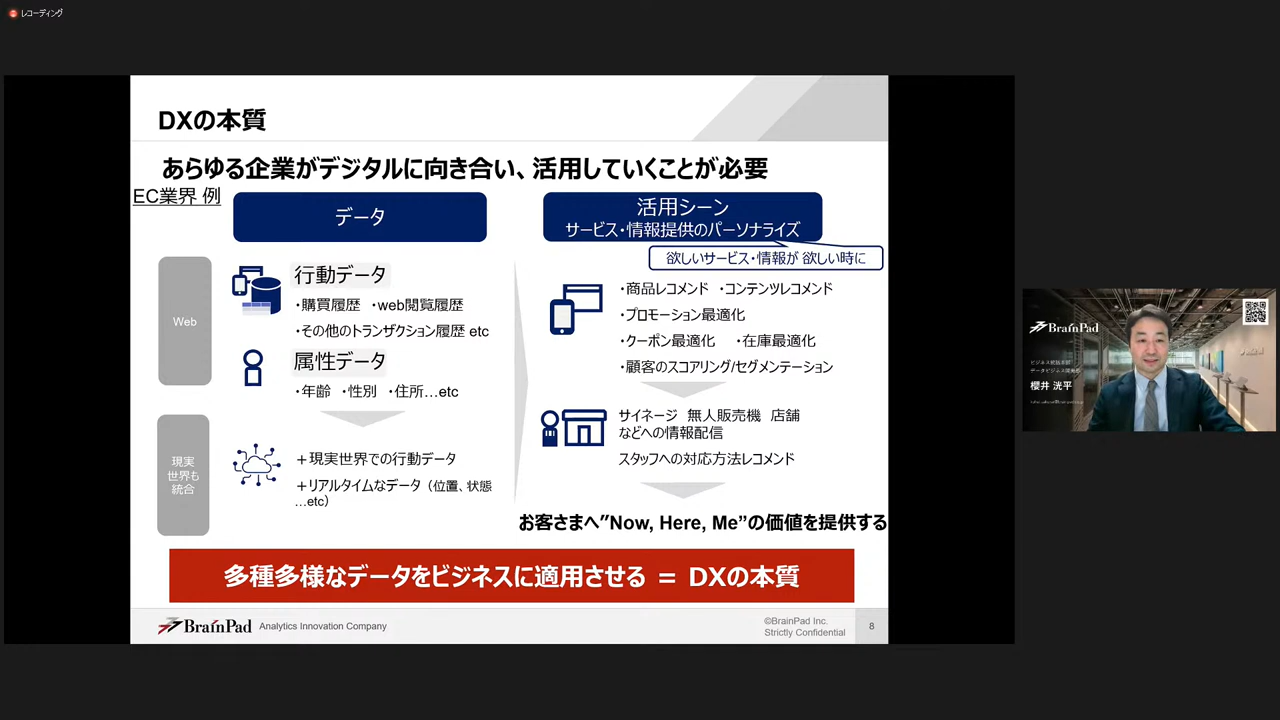 レコーディング
DXの本質
あらゆる企業がデジタルに向き合い、活用していくことが必要
EC業界 例
データ
活用シーン
サービス・情報提供のパーソナライズ
欲しいサービス・情報が 欲しい時に
Web
行動データ
・購買履歴 ・web閲覧履歴
・その他のトランザクション履歴 etc
属性データ
・年齢 ・性別 ・住所…etc
・商品レコメンド ・コンテンツレコメンド
・プロモーション最適化
・クーポン最適化 ・在庫最適化
・顧客のスコアリング/セグメンテーション
現実
世界も
統合
＋現実世界での行動データ
＋リアルタイムなデータ（位置、状態
…etc）
サイネージ 無人販売機 店舗
などへの情報配信
スタッフへの対応方法レコメンド
お客さまへ"Now, Here, Me"の価値を提供する
多種多様なデータをビジネスに適用させる ＝ DXの本質
BrainPad Analytics Innovation Company
©BrainPad Inc.
Strictly Confidential
8
BrainPad
櫻井 洸平